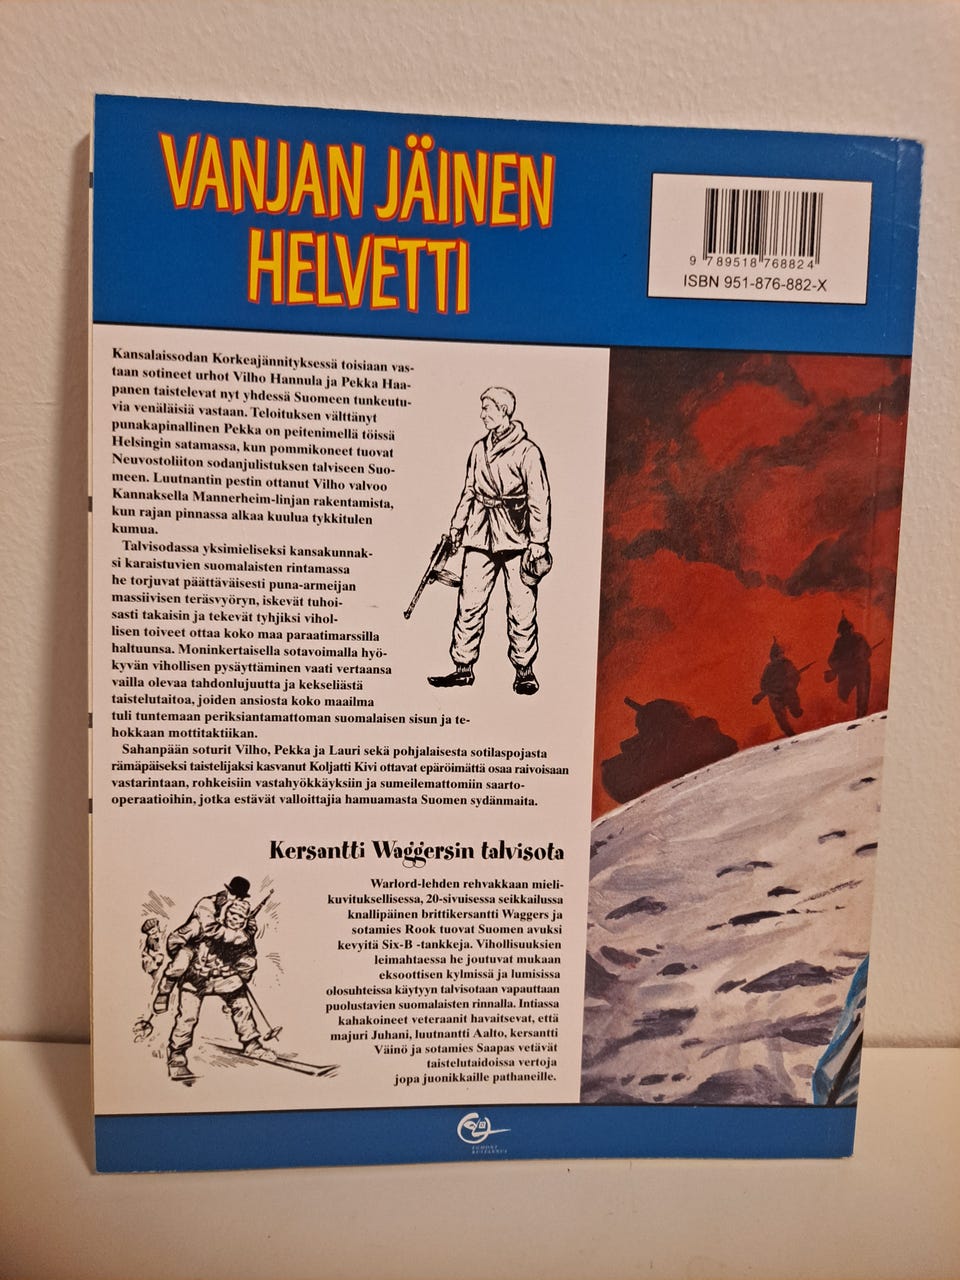 VANJAN JÄINEN
HELVETTI
9 789518 768824
ISBN 951-876-882-X
Kansalaissodan Korkeajännityksessä toisiaan vas-
taan sotineet urhot Vilho Hannula ja Pekka Haa-
panen taistelevat nyt yhdessä Suomeen tunkeutu-
via venäläisiä vastaan. Teloituksen välttänyt
punakapinallinen Pekka on peitenimellä töissä
Helsingin satamassa, kun pommikoneet tuovat
Neuvostoliiton sodanjulistuksen talviseen Suo-
meen. Luutnantin pestin ottanut Vilho valvoo
Kannaksella Mannerheim-linjan rakentamista,
kun rajan pinnassa alkaa kuulua tykkitulen
kumua.
Talvisodassa yksimieliseksi kansakunnak-
si karaistuvien suomalaisten rintamassa
he torjuvat päättäväisesti puna-armeijan
massiivisen teräsvyöryn, iskevät tuhoi-
sasti takaisin ja tekevät tyhjiksi vihol-
lisen toiveet ottaa koko maa paraatimarssilla
haltuunsa. Moninkertaisella sotavoimalla hyö-
kyvän vihollisen pysäyttäminen vaati vertaansa
vailla olevaa tahdonlujuutta ja kekseliästä
taistelutaitoa, joiden ansiosta koko maailma
tuli tuntemaan periksiantamattoman suomalaisen sisun ja te-
hokkaan mottitaktiikan.
Sahanpään soturit Vilho, Pekka ja Lauri sekä pohjalaisesta sotilaspojasta
rämäpäiseksi taistelijaksi kasvanut Koljatti Kivi ottavat epäröimättä osaa raivoisaan
vastarintaan, rohkeisiin vastahyökkäyksiin ja sumeilemattomiin saarto-
operaatioihin, jotka estävät valloittajia hamuamasta Suomen sydänmaita.
Kersantti Waggersin talvisota
Warlord-lehden rehvakkaan mieli-
kuvituksellisessa, 20-sivuisessa seikkailussa
knallipäinen brittikersantti Waggers ja
sotamies Rook tuovat Suomen avuksi
kevyitä Six-B -tankkeja. Vihollisuuksien
leimahtaessa he joutuvat mukaan
eksoottisen kylmissä ja lumisissa
olosuhteissa käytyyn talvisotaan vapauttaan
puolustavien suomalaisten rinnalla. Intiassa
kahakoineet veteraanit havaitsevat, että
majuri Juhani, luutnantti Aalto, kersantti
Väinö ja sotamies Saapas vetävät
taistelutaidoissa vertoja
jopa juonikkaille pathaneille.
EGMONT
KUSTANNUS